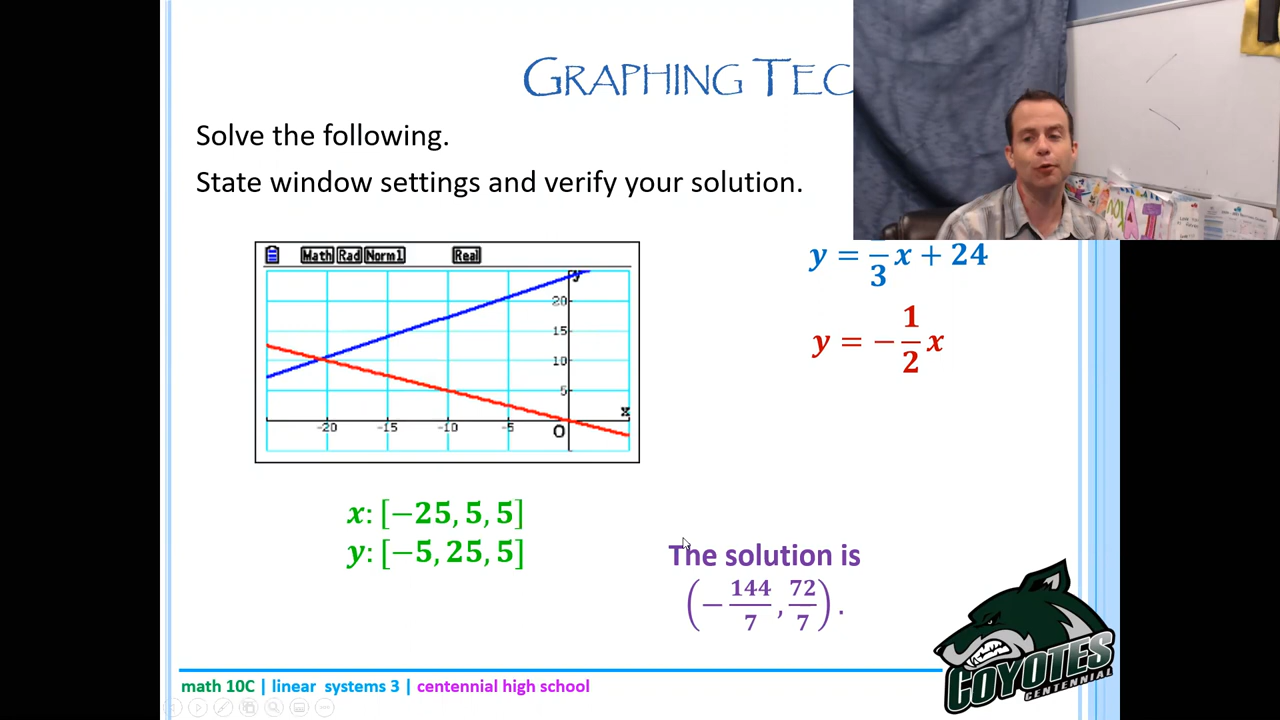 GRAPHING TEC
Solve the following.
State window settings and verify your solution.
Math Rad Norm1 Real
y
20
15
10
5
x
-20 -15 -10 -5 O
y = /3 x + 24
y = −1/2 x
x: [−25, 5, 5]
y: [−5, 25, 5]
The solution is
(−144/7, 72/7).
COYOTES
CENTENNIAL
math 10C | linear systems 3 | centennial high school